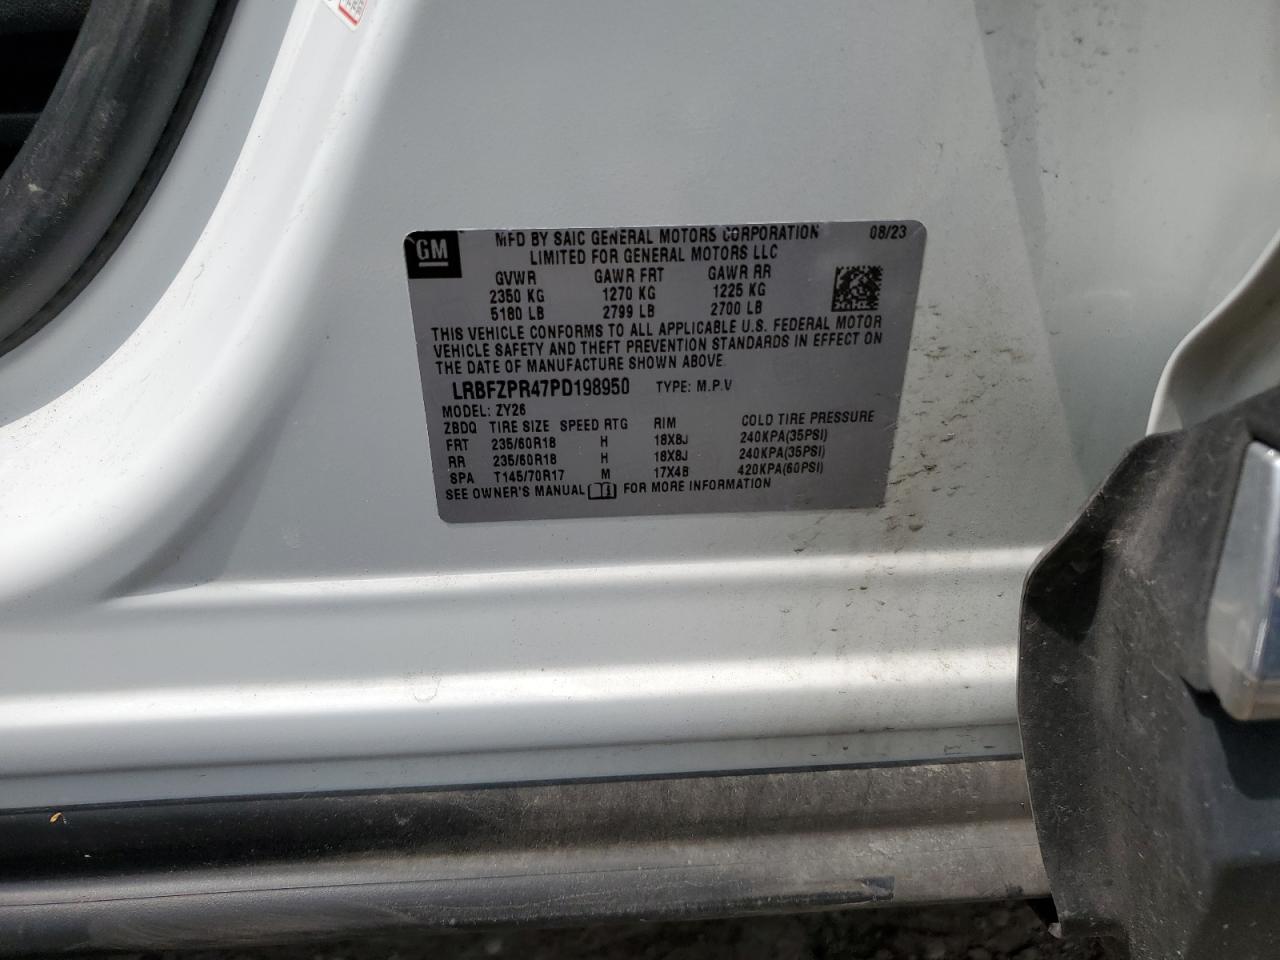 GM
MFD BY SAIC GENERAL MOTORS CORPORATION 08/23
LIMITED FOR GENERAL MOTORS LLC
GVWR GAWR FRT GAWR RR
2350 KG 1270 KG 1225 KG
5180 LB 2799 LB 2700 LB
THIS VEHICLE CONFORMS TO ALL APPLICABLE U.S. FEDERAL MOTOR
VEHICLE SAFETY AND THEFT PREVENTION STANDARDS IN EFFECT ON
THE DATE OF MANUFACTURE SHOWN ABOVE.
LRBFZPR47PD198950 TYPE: M.P.V
MODEL: ZY26
ZBDQ TIRE SIZE SPEED RTG RIM COLD TIRE PRESSURE
FRT 235/60R18 H 18X8J 240KPA(35PSI)
RR 235/60R18 H 18X8J 240KPA(35PSI)
SPA T145/70R17 M 17X4B 420KPA(60PSI)
SEE OWNER'S MANUAL FOR MORE INFORMATION